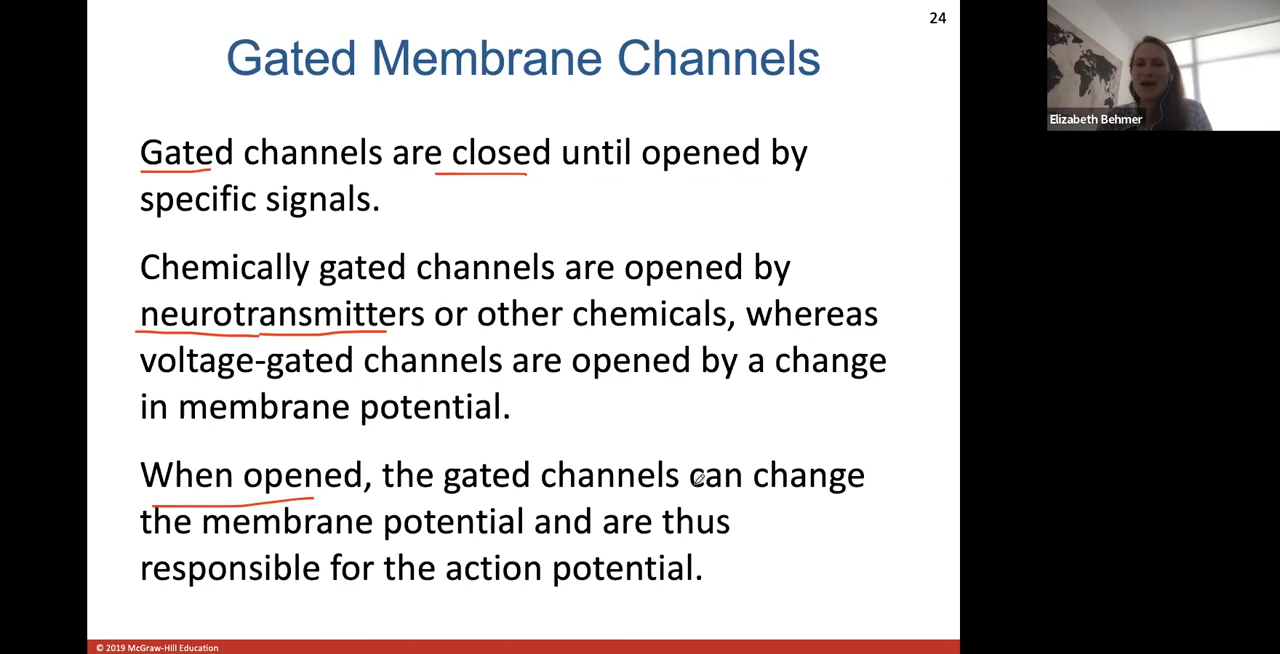 24
Gated Membrane Channels
Elizabeth Behmer
Gated channels are closed until opened by
specific signals.
Chemically gated channels are opened by
neurotransmitters or other chemicals, whereas
voltage-gated channels are opened by a change
in membrane potential.
When opened, the gated channels can change
the membrane potential and are thus
responsible for the action potential.
© 2019 McGraw-Hill Education